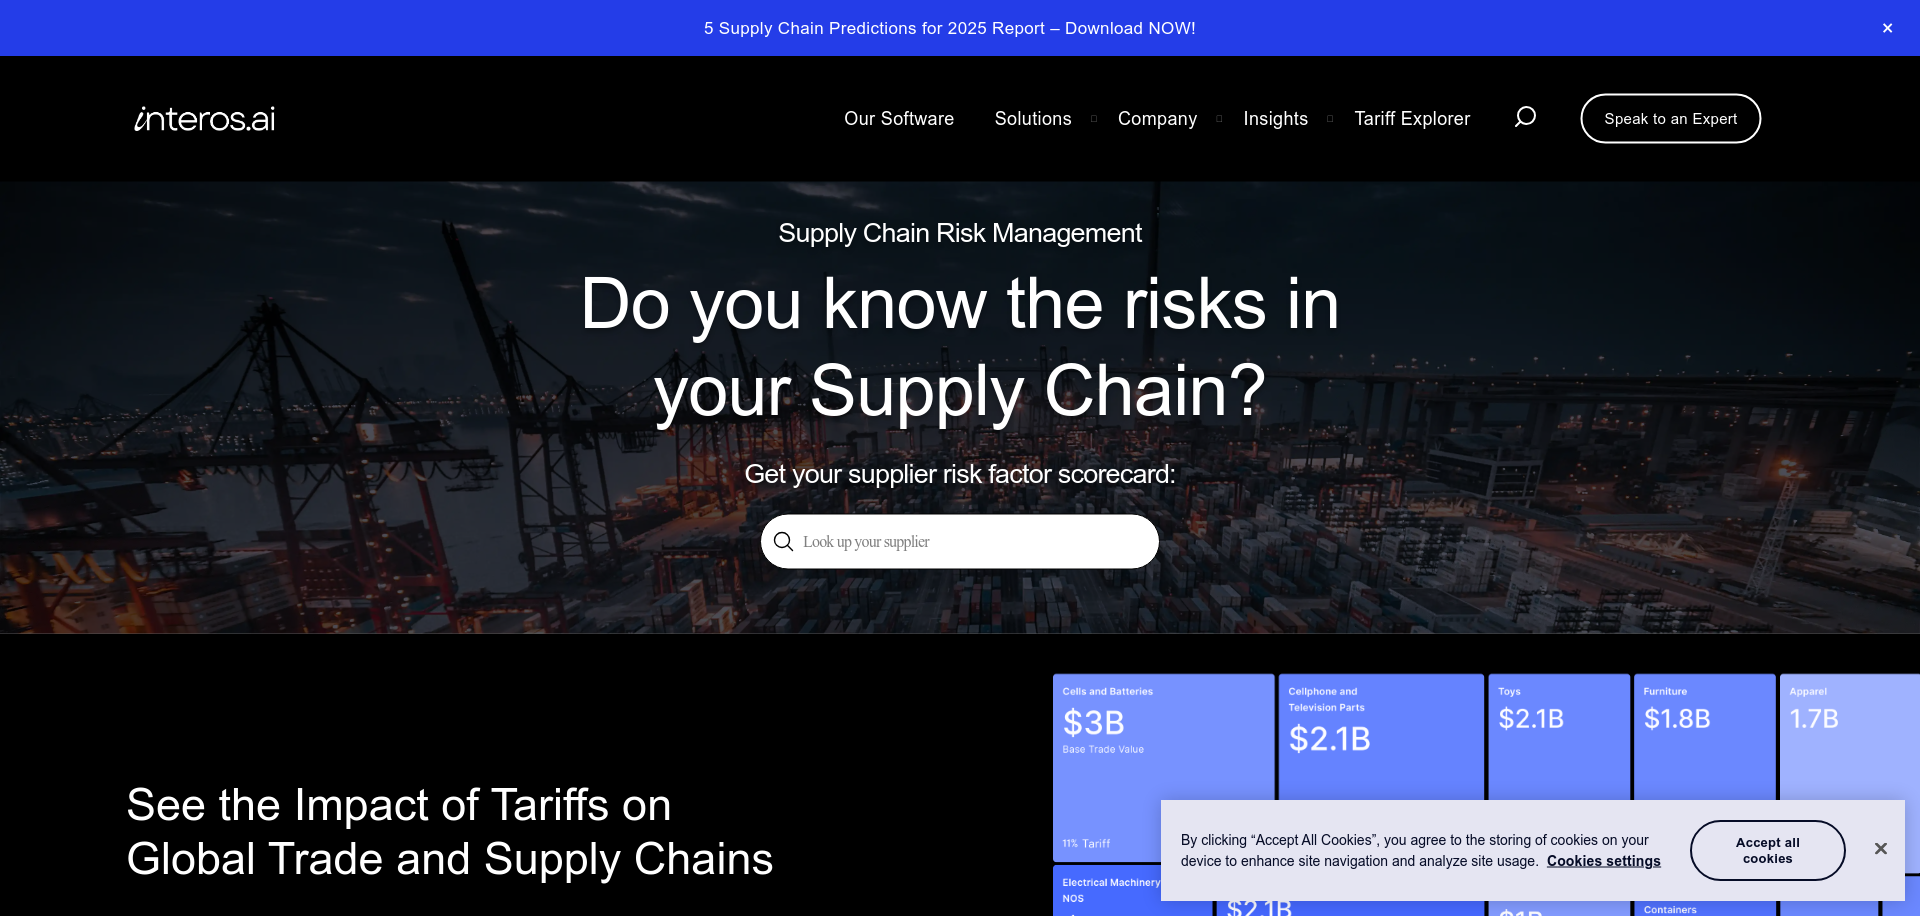 5 Supply Chain Predictions for 2025 Report – Download NOW!
×
interos.ai
Our Software
Solutions
Company
Insights
Tariff Explorer
Speak to an Expert
Supply Chain Risk Management
Do you know the risks in
your Supply Chain?
Get your supplier risk factor scorecard:
Look up your supplier
See the Impact of Tariffs on
Global Trade and Supply Chains
Cells and Batteries
$3B
Base Trade Value
11% Tariff
Cellphone and
Television Parts
$2.1B
Toys
$2.1B
Furniture
$1.8B
Apparel
1.7B
Electrical Machinery
NOS
$2.1B
$1B
Containers
By clicking “Accept All Cookies”, you agree to the storing of cookies on your
device to enhance site navigation and analyze site usage. Cookies settings
Accept all
cookies